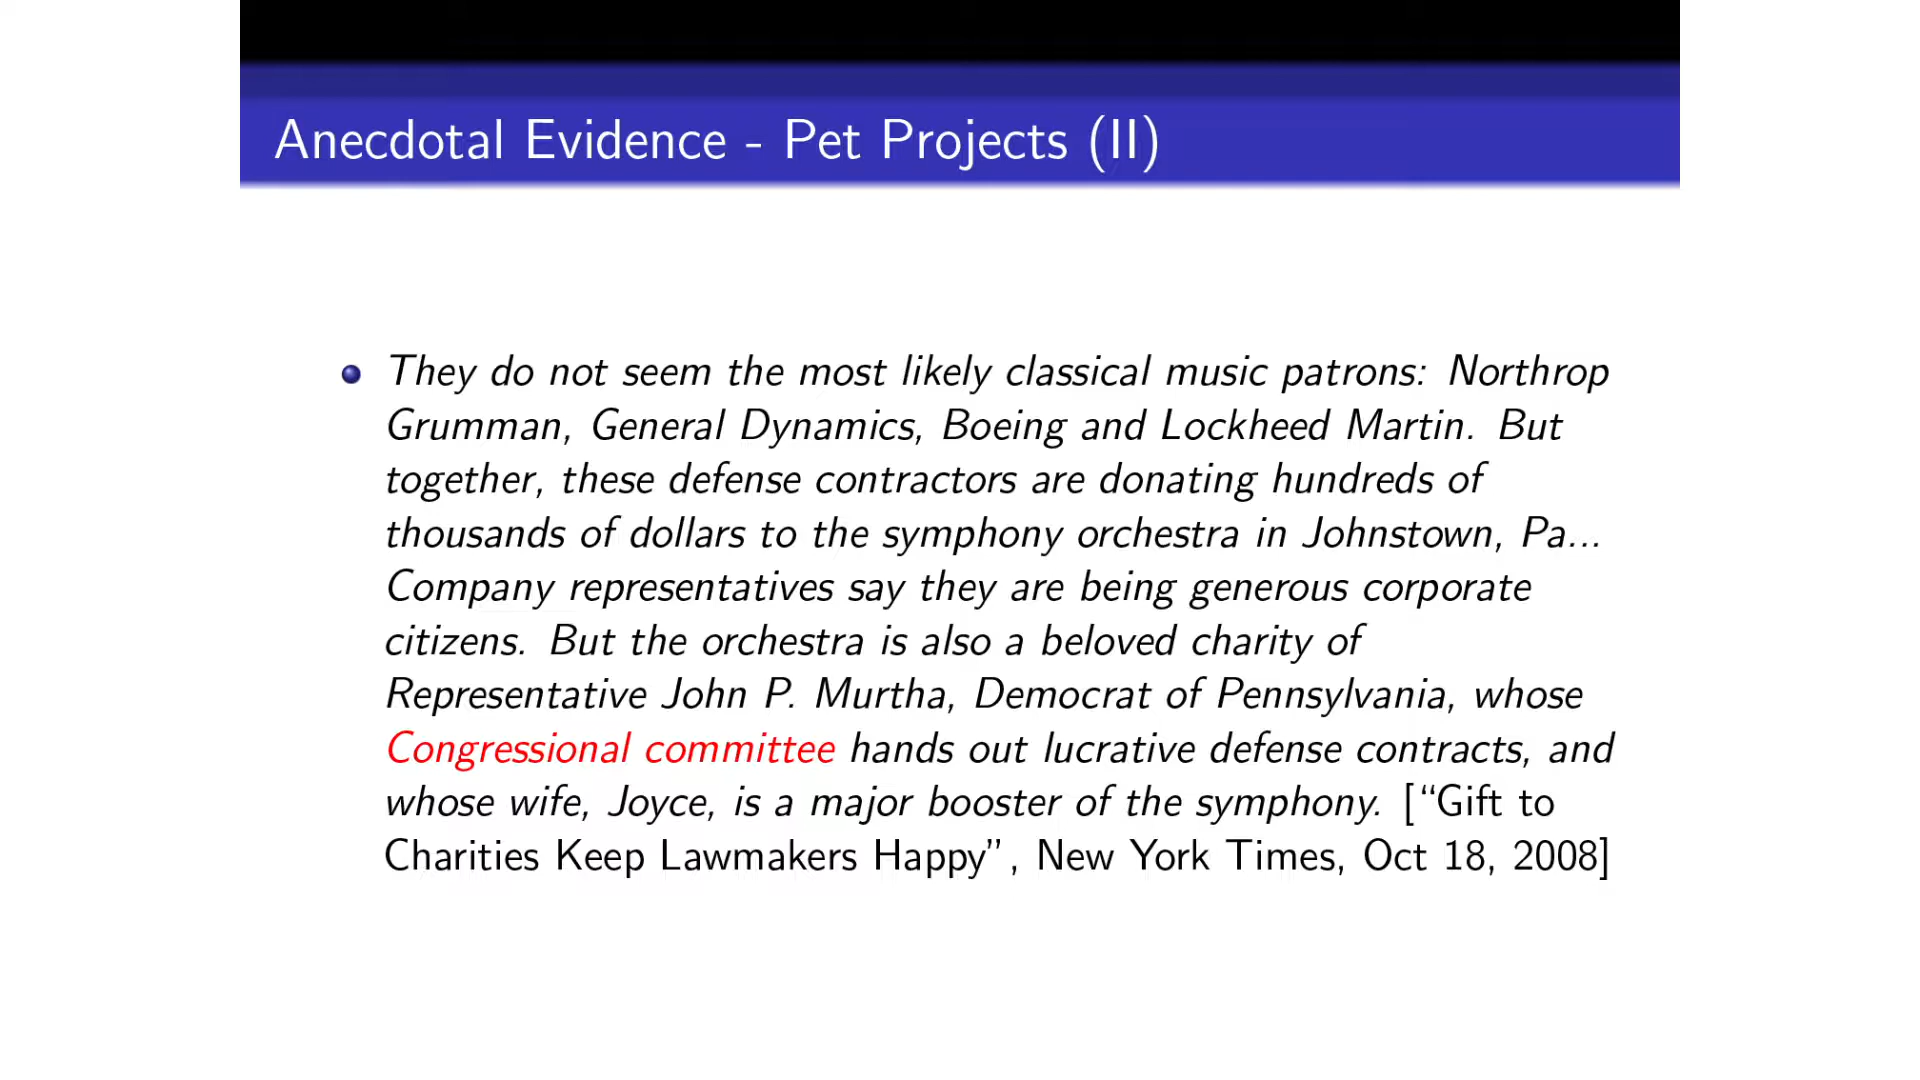 Anecdotal Evidence - Pet Projects (II)
They do not seem the most likely classical music patrons: Northrop
Grumman, General Dynamics, Boeing and Lockheed Martin. But
together, these defense contractors are donating hundreds of
thousands of dollars to the symphony orchestra in Johnstown, Pa...
Company representatives say they are being generous corporate
citizens. But the orchestra is also a beloved charity of
Representative John P. Murtha, Democrat of Pennsylvania, whose
Congressional committee hands out lucrative defense contracts, and
whose wife, Joyce, is a major booster of the symphony. [“Gift to
Charities Keep Lawmakers Happy”, New York Times, Oct 18, 2008]